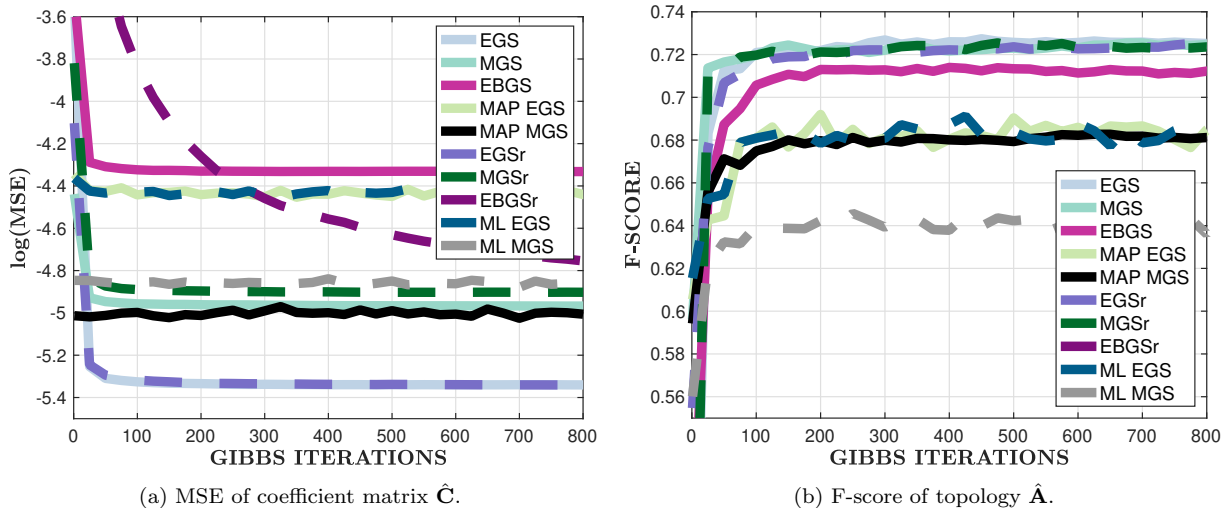 -3.6
-3.8
-4
-4.2
-4.4
-4.6
-4.8
-5
-5.2
-5.4
log(MSE)
0 100 200 300 400 500 600 700 800
GIBBS ITERATIONS
EGS
MGS
EBGS
MAP EGS
MAP MGS
EGSr
MGSr
EBGSr
ML EGS
ML MGS
(a) MSE of coefficient matrix Ĉ.
0.74
0.72
0.7
0.68
0.66
0.64
0.62
0.6
0.58
0.56
F-SCORE
0 100 200 300 400 500 600 700 800
GIBBS ITERATIONS
EGS
MGS
EBGS
MAP EGS
MAP MGS
EGSr
MGSr
EBGSr
ML EGS
ML MGS
(b) F-score of topology Â.